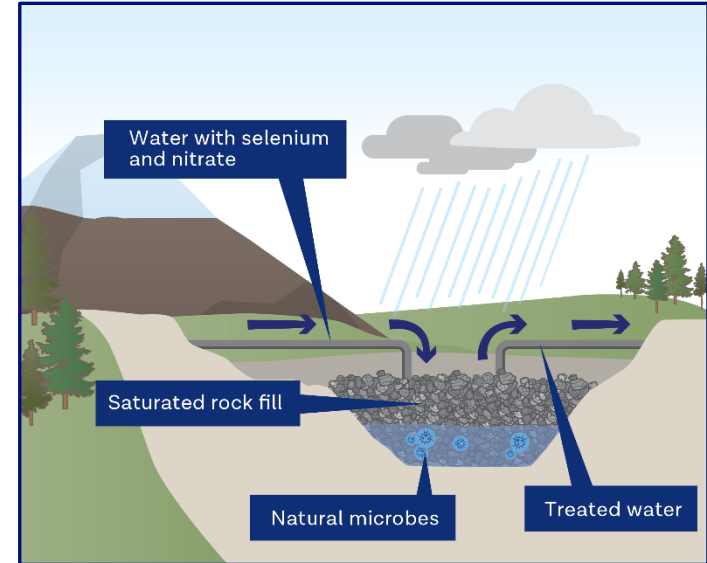 Water with selenium
and nitrate
Saturated rock fill
Natural microbes
Treated water